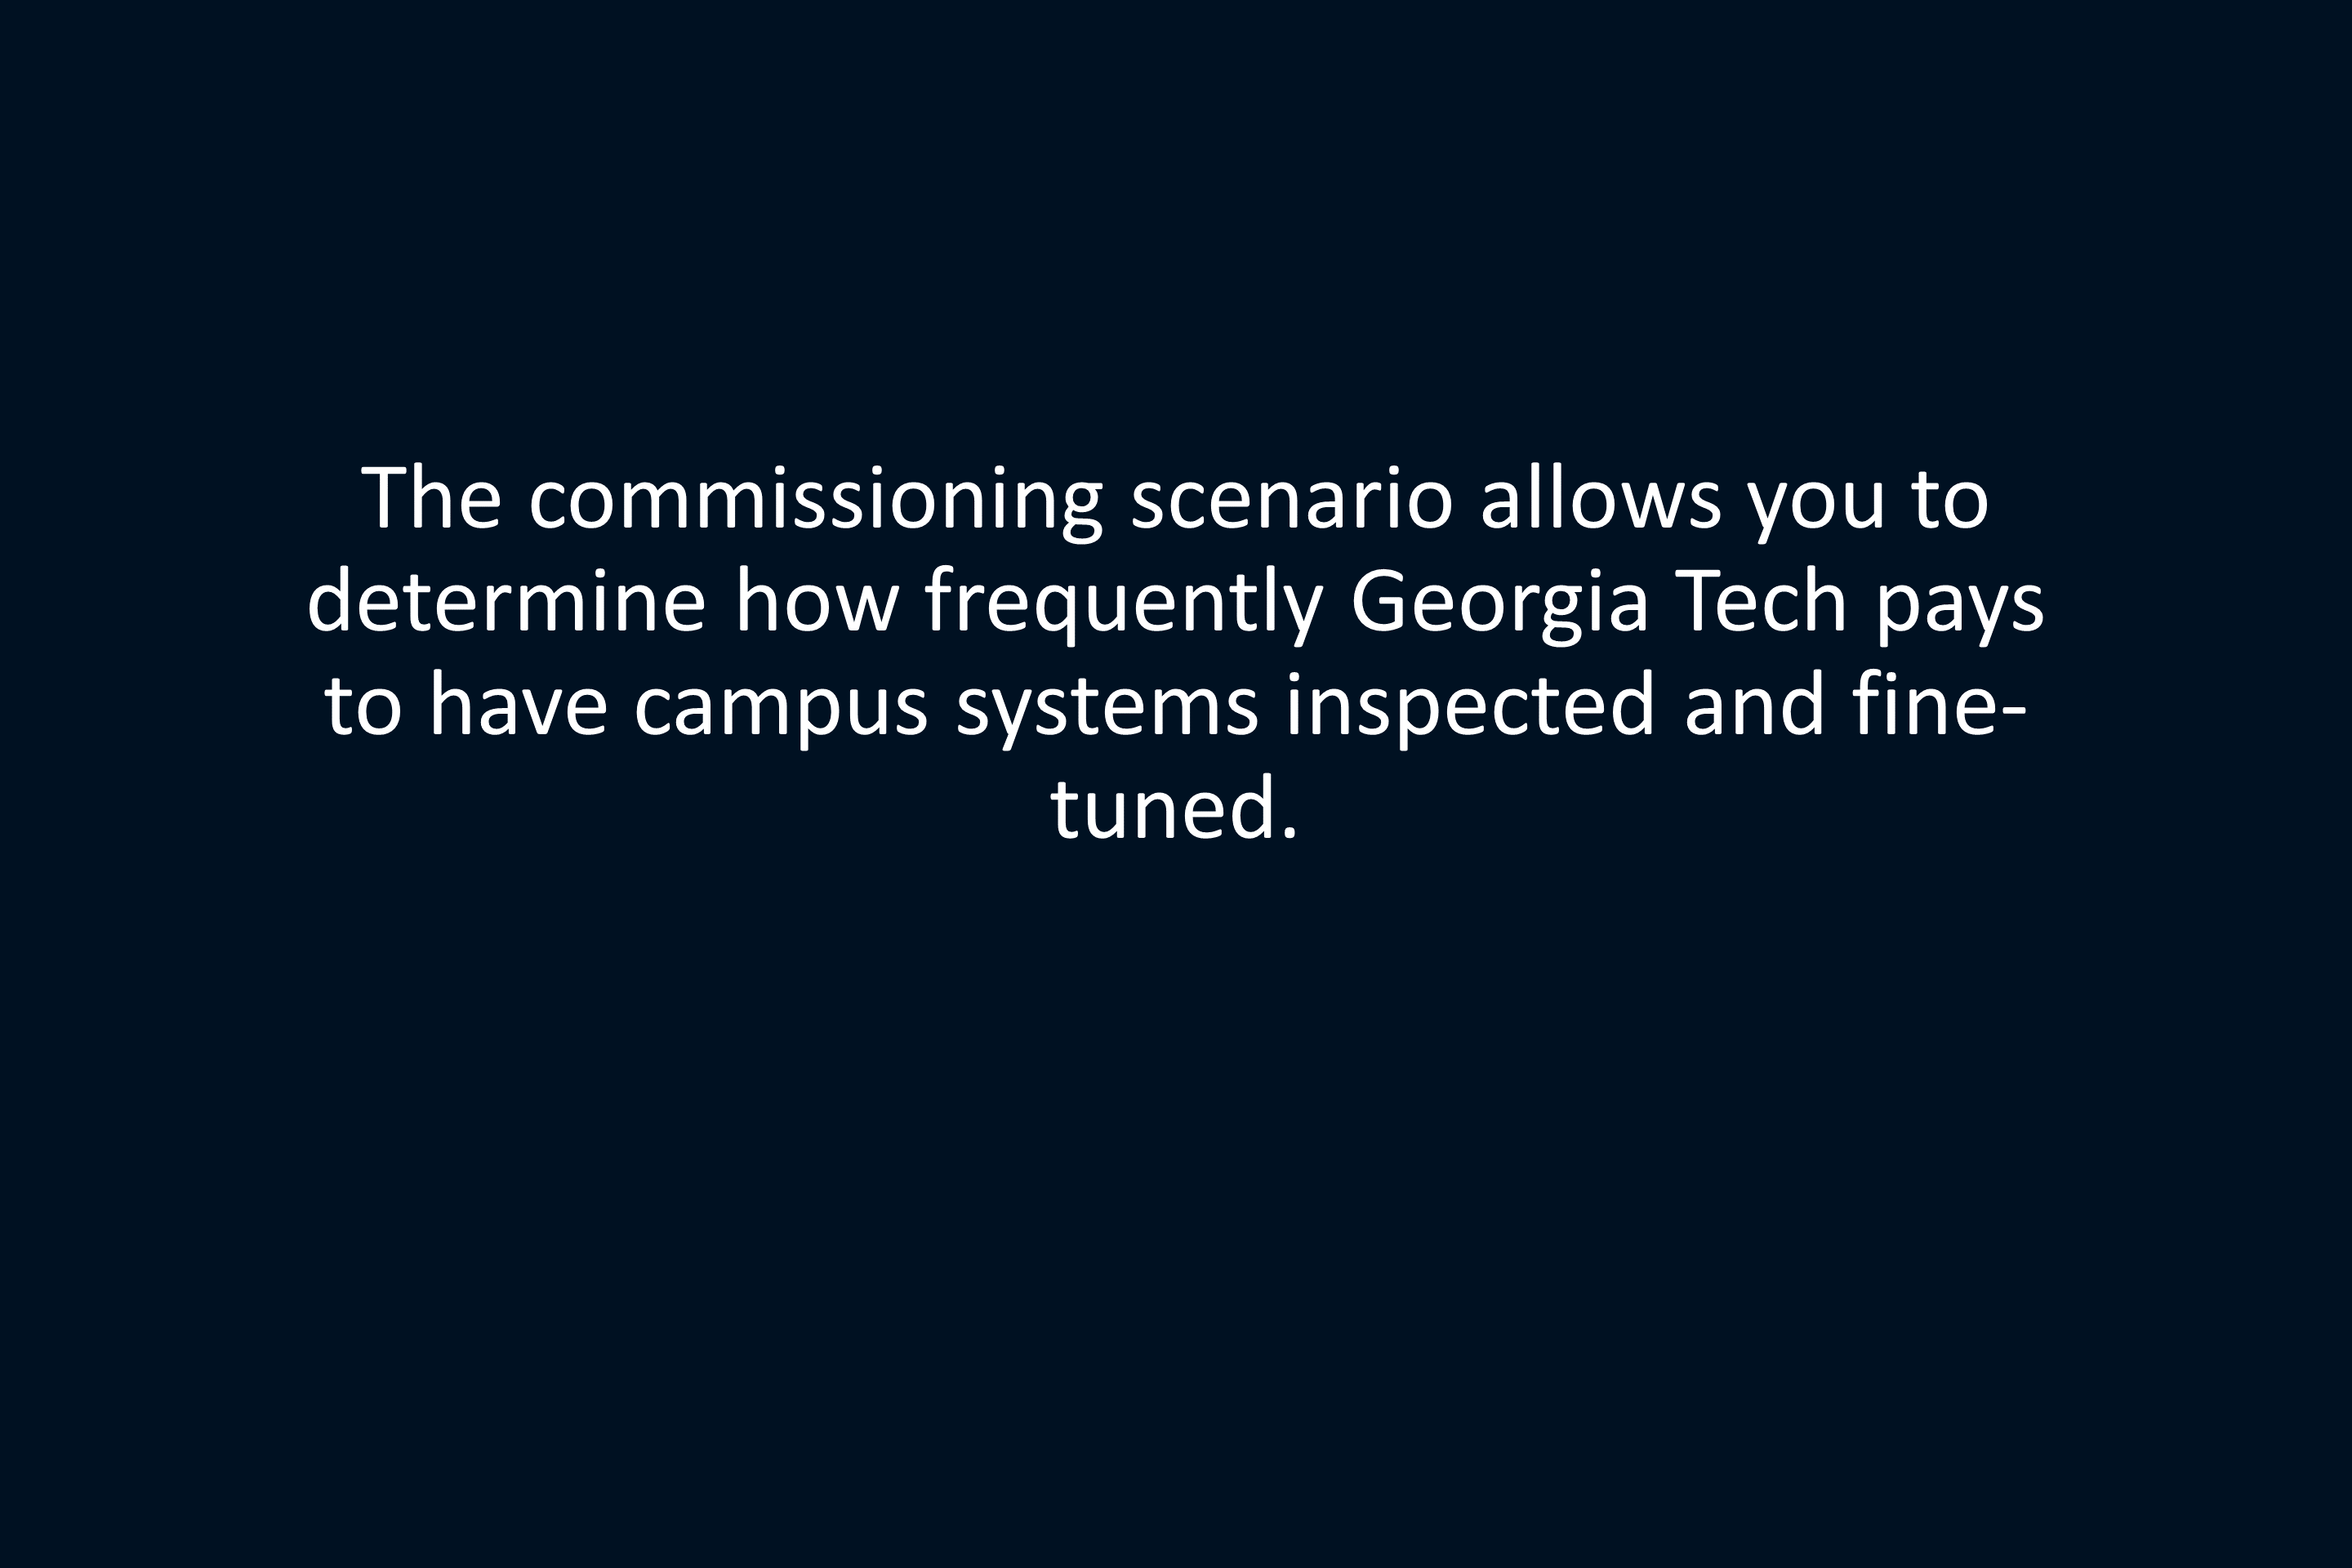 The commissioning scenario allows you to
determine how frequently Georgia Tech pays
to have campus systems inspected and fine-
tuned.